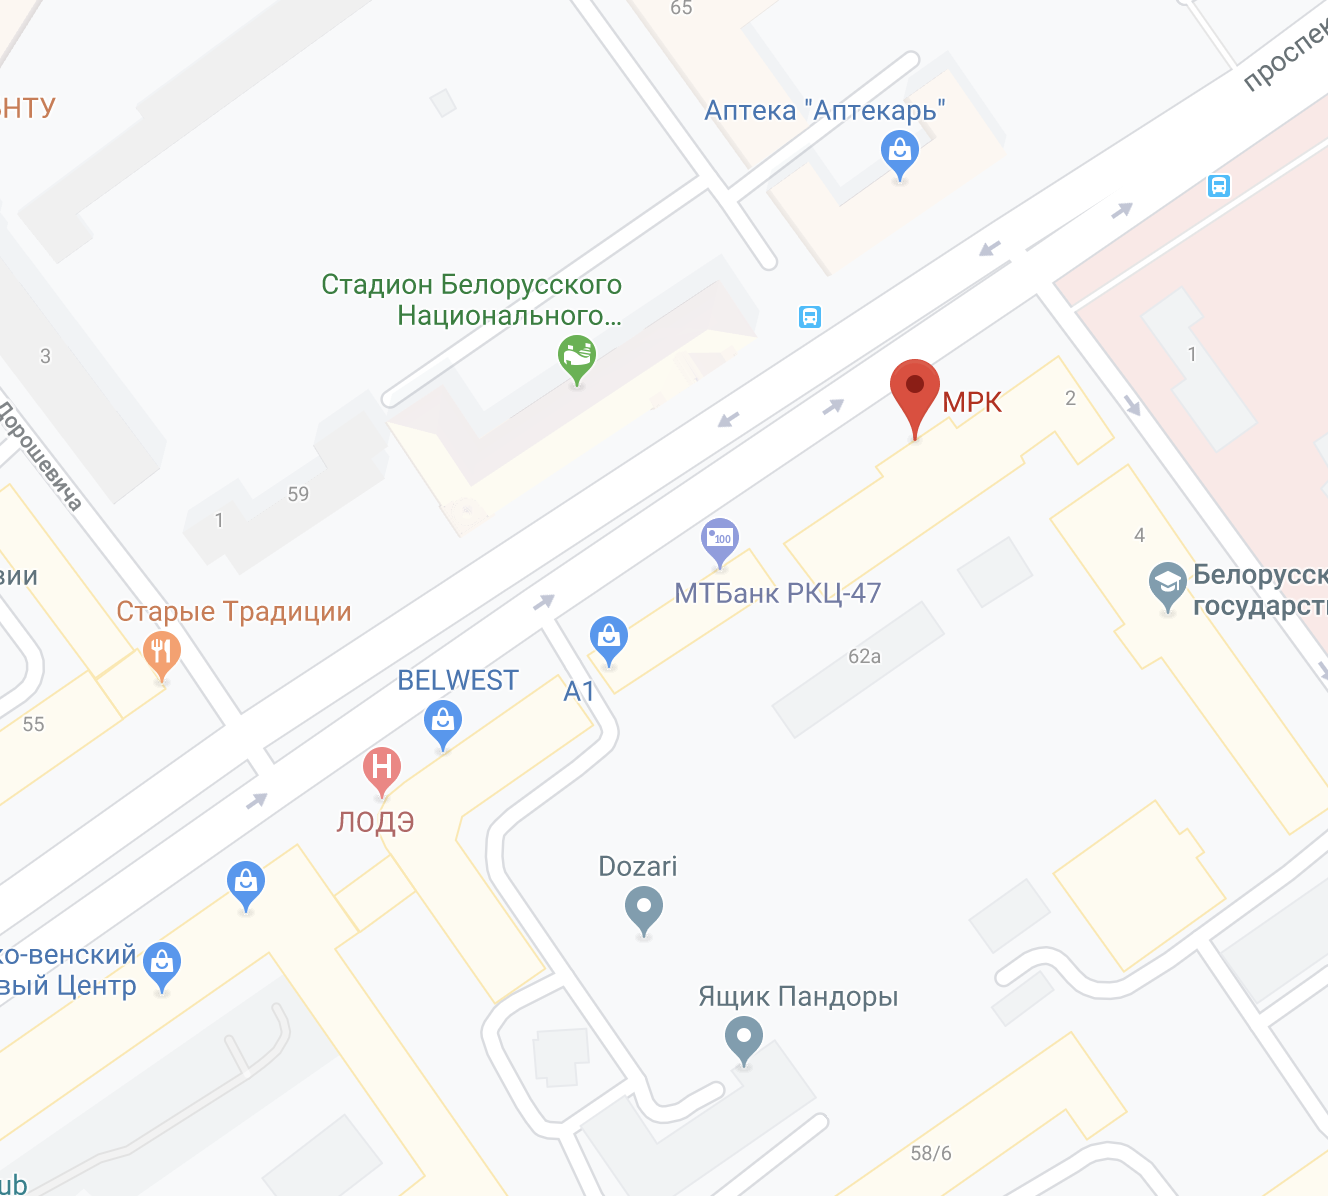 65
проспек
БНТУ
Аптека "Аптекарь"
Стадион Белорусского
Национального...
3
1
2
МРК
Дорошевича
59
1
100
4
зии
МТБанк РКЦ-47
Белорусск
государст
Старые Традиции
62а
BELWEST
A1
55
H
ЛОДЭ
Dozari
ко-венский
вый Центр
Ящик Пандоры
58/6
ub